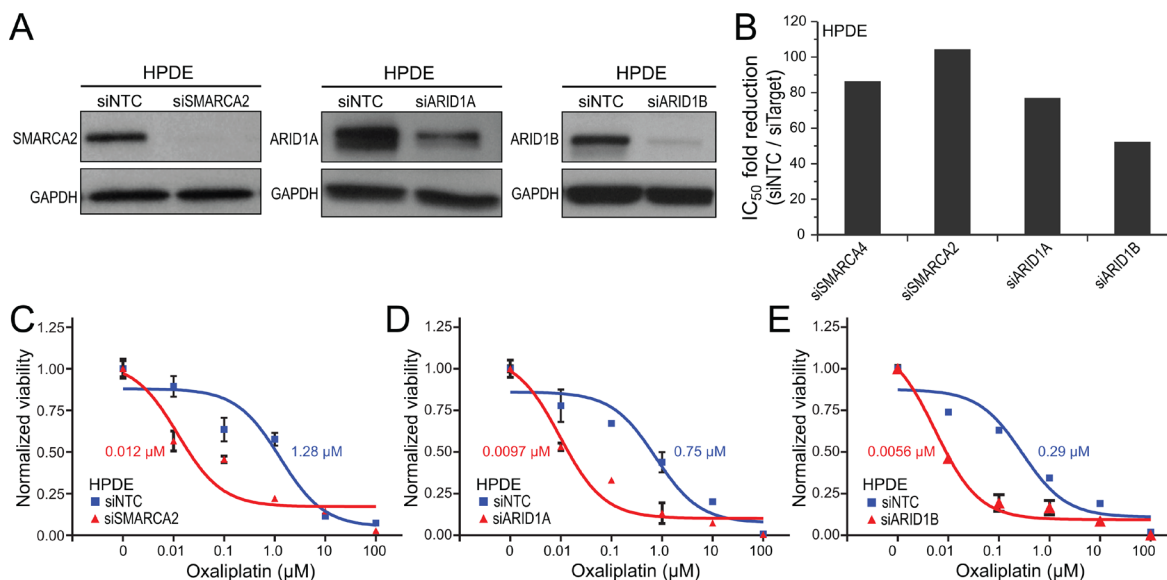 A
HPDE
siNTC siSMARCA2
SMARCA2
GAPDH
HPDE
siNTC siARID1A
ARID1A
GAPDH
HPDE
siNTC siARID1B
ARID1B
GAPDH
B
HPDE
IC50 fold reduction
(siNTC / siTarget)
120
100
80
60
40
20
0
siSMARCA4
siSMARCA2
siARID1A
siARID1B
C
Normalized viability
1.25
1.00
0.75
0.50
0.25
0
0.012 µM
1.28 µM
HPDE
siNTC
siSMARCA2
0 0.01 0.1 1.0 10 100
Oxaliplatin (µM)
D
Normalized viability
1.25
1.00
0.75
0.50
0.25
0
0.0097 µM
0.75 µM
HPDE
siNTC
siARID1A
0 0.01 0.1 1.0 10 100
Oxaliplatin (µM)
E
Normalized viability
1.25
1.00
0.75
0.50
0.25
0
0.0056 µM
0.29 µM
HPDE
siNTC
siARID1B
0 0.01 0.1 1.0 10 100
Oxaliplatin (µM)